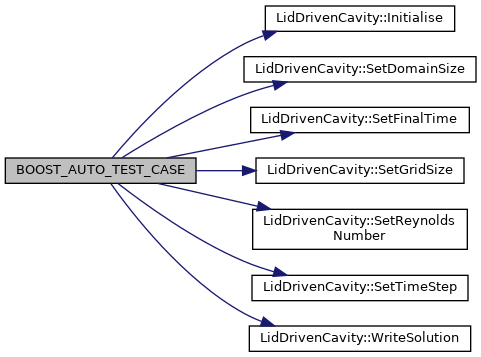 LidDrivenCavity::Initialise
LidDrivenCavity::SetDomainSize
LidDrivenCavity::SetFinalTime
BOOST_AUTO_TEST_CASE
LidDrivenCavity::SetGridSize
LidDrivenCavity::SetReynolds
Number
LidDrivenCavity::SetTimeStep
LidDrivenCavity::WriteSolution